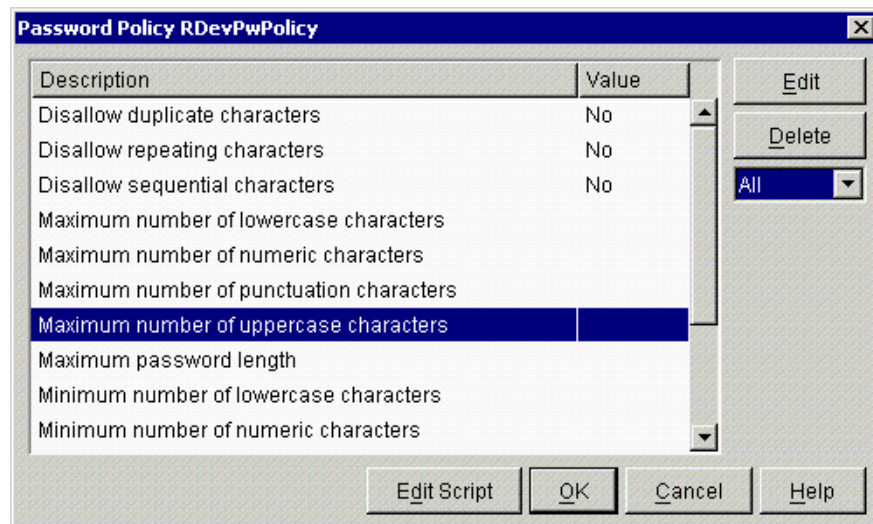 Password Policy RDevPwPolicy
Description Value
Edit
Disallow duplicate characters No
Delete
Disallow repeating characters No
Disallow sequential characters No
All
Maximum number of lowercase characters
Maximum number of numeric characters
Maximum number of punctuation characters
Maximum number of uppercase characters
Maximum password length
Minimum number of lowercase characters
Minimum number of numeric characters
Edit Script OK Cancel Help